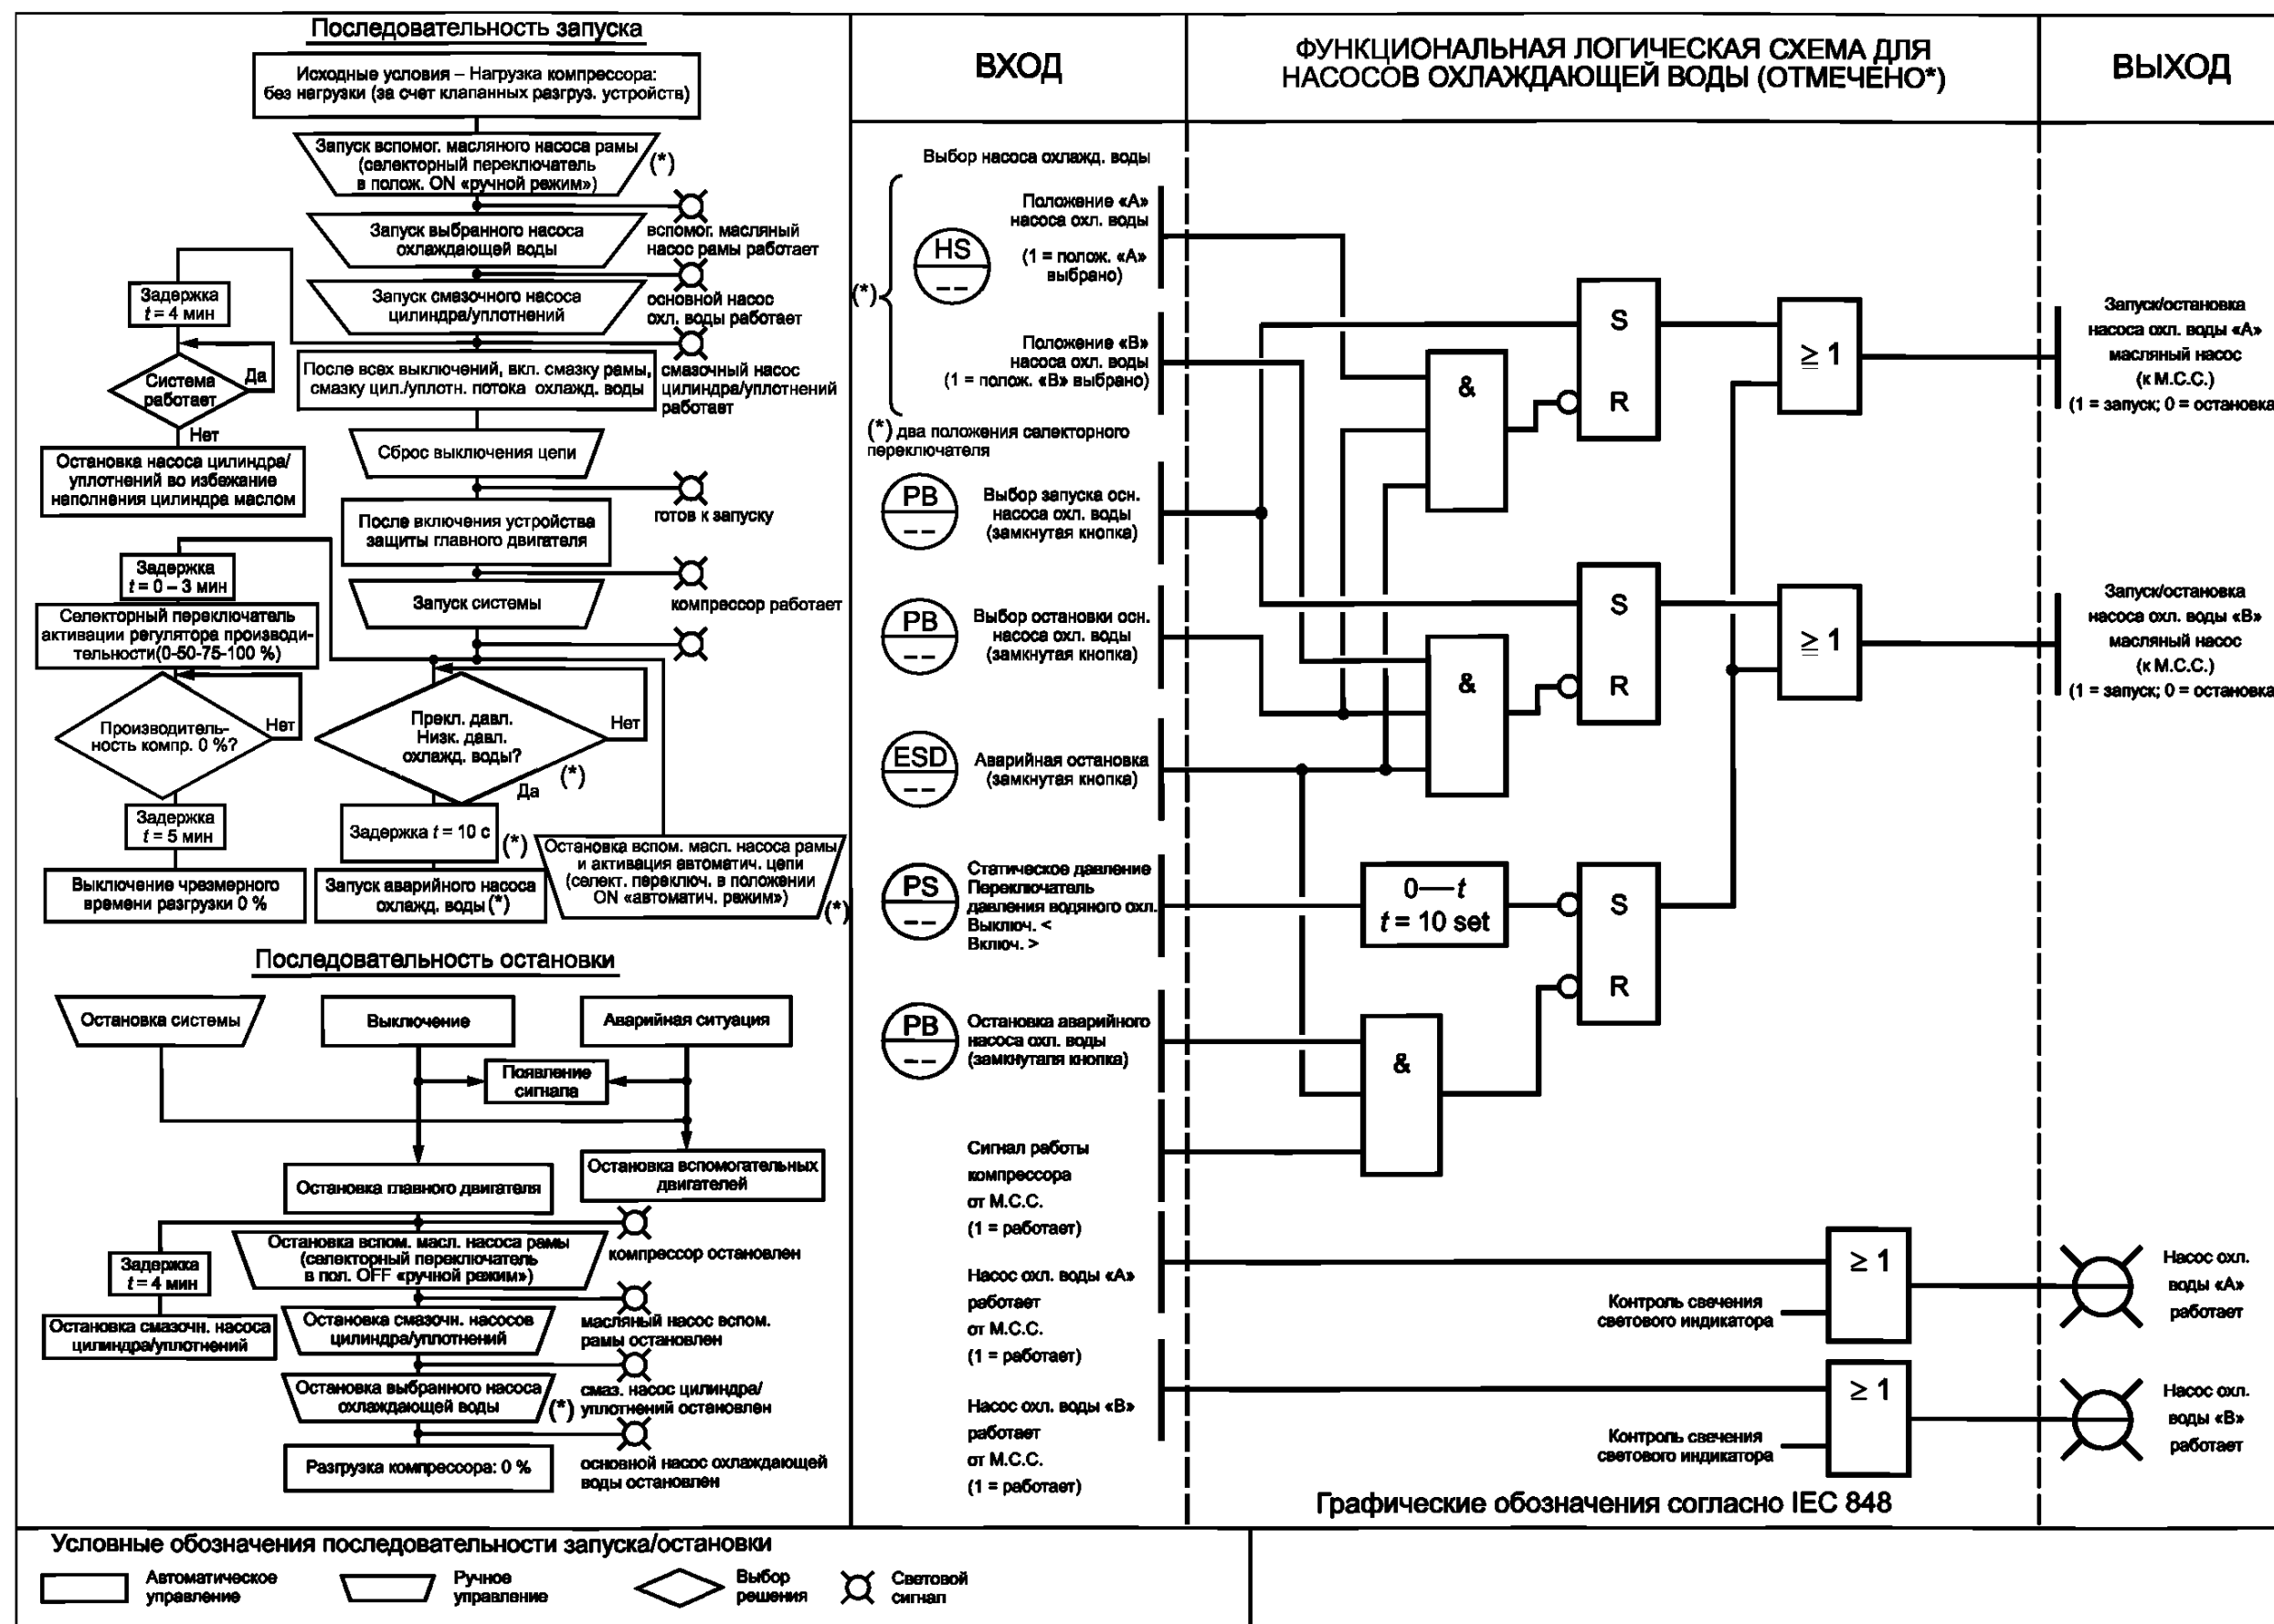 Последовательность запуска
Исходные условия – Нагрузка компрессора:
без нагрузки (за счет клапанных разгруз. устройств)
Запуск вспомог. масляного насоса рамы
(селекторный переключатель
в полож. ON «ручной режим»)
(*)
Запуск выбранного насоса
охлаждающей воды
вспомог. масляный
насос рамы работает
Запуск смазочного насоса
цилиндра/уплотнений
основной насос
охл. воды работает
Задержка
t = 4 мин
Система
работает
Да
Нет
Остановка насоса цилиндра/
уплотнений во избежание
наполнения цилиндра маслом
После всех выключений, вкл. смазку рамы,
смазку цил./уплотн. потока охлажд. воды
смазочный насос
цилиндра/уплотнений
работает
Сброс выключения цепи
готов к запуску
После включения устройства
защиты главного двигателя
компрессор работает
Запуск системы
Задержка
t = 0 – 3 мин
Селекторный переключатель
активации регулятора производи-
тельности(0-50-75-100 %)
Производитель-
ность компр. 0 %?
Нет
Задержка
t = 5 мин
Выключение чрезмерного
времени разгрузки 0 %
Прекл. давл.
Низк. давл.
охлажд. воды?
Нет
(*)
Да
Задержка t = 10 с
(*)
Запуск аварийного насоса
охлажд. воды (*)
Остановка вспом. масл. насоса рамы
и активация автоматич. цепи
(селект. переключ. в положении
ON «автоматич. режим»)
(*)
Последовательность остановки
Остановка системы
Выключение
Аварийная ситуация
Появление
сигнала
Остановка главного двигателя
Остановка вспомогательных
двигателей
Остановка вспом. масл. насоса рамы
(селекторный переключатель
в пол. OFF «ручной режим»)
компрессор остановлен
Задержка
t = 4 мин
Остановка смазочн. насоса
цилиндра/уплотнений
Остановка смазочн. насосов
цилиндра/уплотнений
масляный насос вспом.
рамы остановлен
Остановка выбранного насоса
охлаждающей воды
(*)
смаз. насос цилиндра/
уплотнений остановлен
Разгрузка компрессора: 0 %
основной насос охлаждающей
воды остановлен
ВХОД
ФУНКЦИОНАЛЬНАЯ ЛОГИЧЕСКАЯ СХЕМА ДЛЯ
НАСОСОВ ОХЛАЖДАЮЩЕЙ ВОДЫ (ОТМЕЧЕНО*)
ВЫХОД
Выбор насоса охлажд. воды
Положение «А»
насоса охл. воды
(1 = полож. «А»
выбрано)
HS
– –
(*)
Положение «В»
насоса охл. воды
(1 = полож. «В» выбрано)
(*) два положения селекторного
переключателя
PB
– –
Выбор запуска осн.
насоса охл. воды
(замкнутая кнопка)
PB
– –
Выбор остановки осн.
насоса охл. воды
(замкнутая кнопка)
ESD
– –
Аварийная остановка
(замкнутая кнопка)
PS
– –
Статическое давление
Переключатель
давления водяного охл.
Выключ. <
Включ. >
PB
– –
Остановка аварийного
насоса охл. воды
(замкнуталя кнопка)
Сигнал работы
компрессора
от М.С.С.
(1 = работает)
Насос охл. воды «А»
работает
от М.С.С.
(1 = работает)
Насос охл. воды «В»
работает
от М.С.С.
(1 = работает)
&
S
R
≥ 1
&
S
R
≥ 1
0—t
t = 10 set
S
R
&
Контроль свечения
светового индикатора
≥ 1
Контроль свечения
светового индикатора
≥ 1
Запуск/остановка
насоса охл. воды «А»
масляный насос
(к М.С.С.)
(1 = запуск; 0 = остановка
Запуск/остановка
насоса охл. воды «В»
масляный насос
(к М.С.С.)
(1 = запуск; 0 = остановка
Насос охл.
воды «А»
работает
Насос охл.
воды «В»
работает
Графические обозначения согласно IEC 848
Условные обозначения последовательности запуска/остановки
Автоматическое
управление
Ручное
управление
Выбор
решения
Световой
сигнал